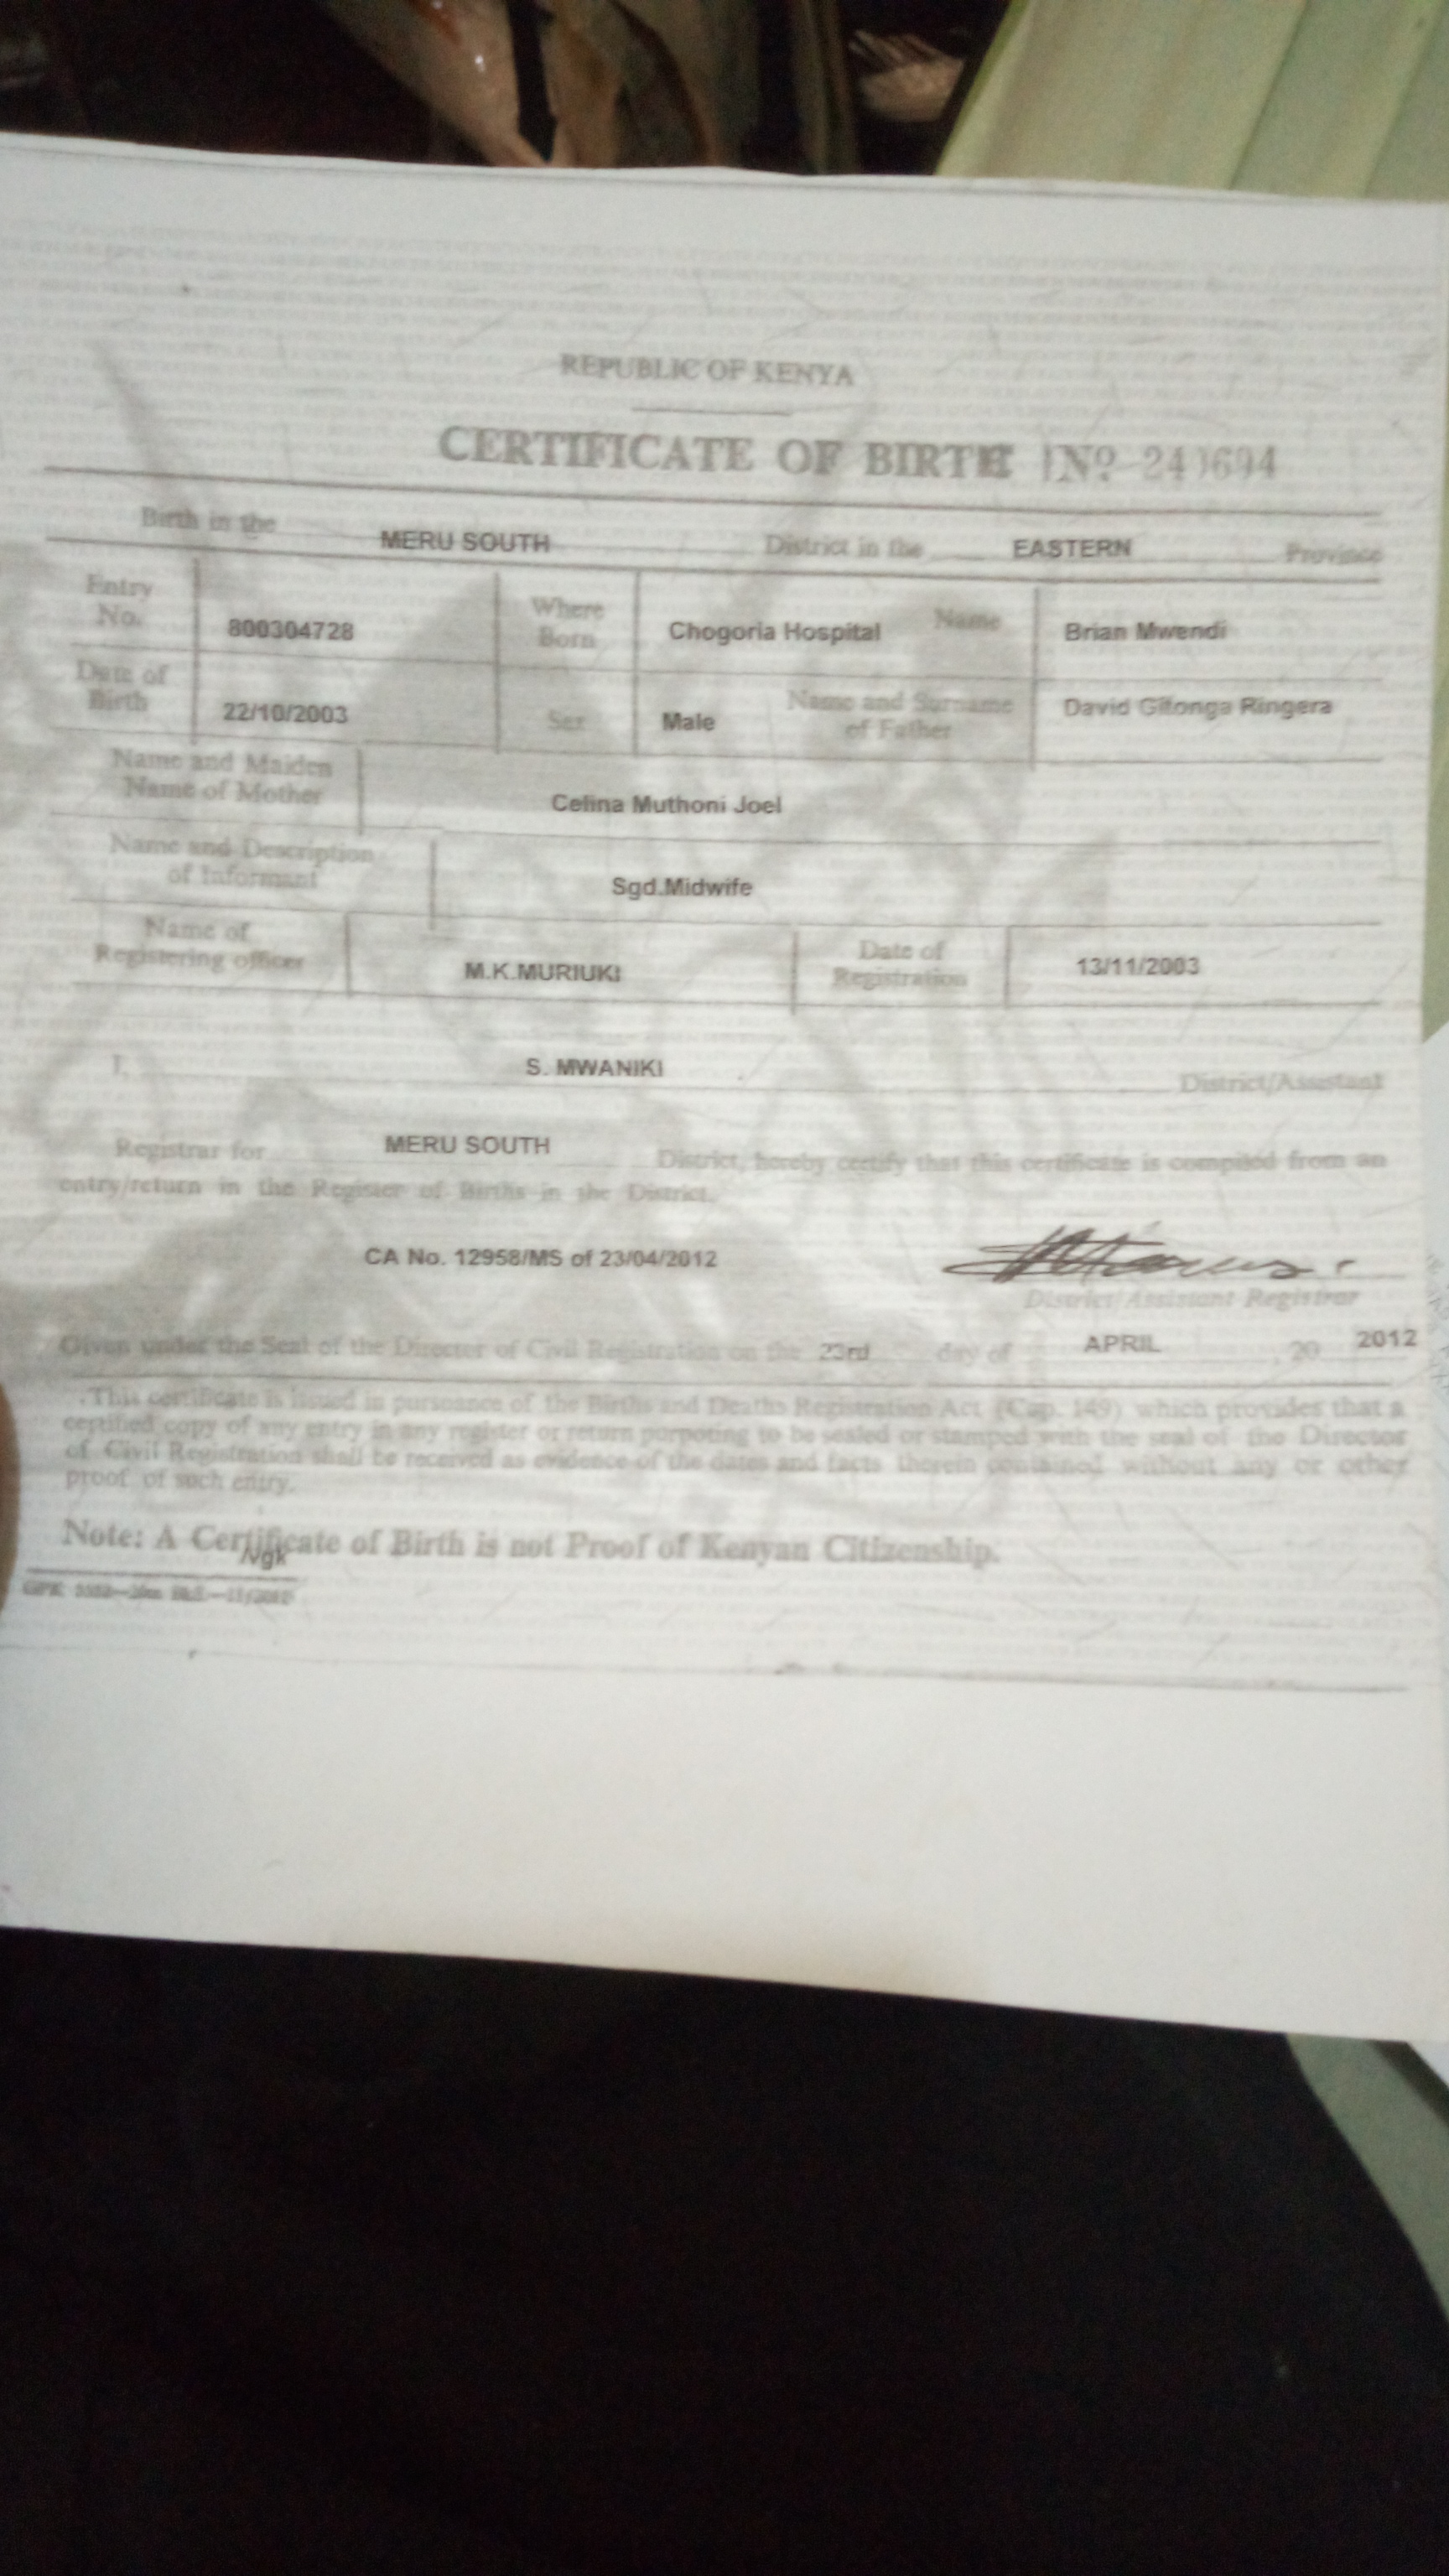 REPUBLIC OF KENYA
CERTIFICATE OF BIRTH
Birth in the MERU SOUTH District in the EASTERN Province
Entry No. 800304728 Where Born Chogoria Hospital Name Brian Mwendi
Date of Birth 22/10/2003 Sex Male Name and Surname of Father David Gitonga Ringera
Name and Maiden Name of Mother Celina Muthoni Joel
Name and Description of Informant Sgd.Midwife
Name of Registering officer M.K.MURIUKI Date of Registration 13/11/2003
I, S. MWANIKI District/Assistant
Registrar for MERU SOUTH District, hereby certify that this certificate is compiled from an
entry/return in the Register of Births in the District.
CA No. 12958/MS of 23/04/2012
District/Assistant Registrar
Given under the Seal of the Director of Civil Registration on the 23rd day of APRIL, 20 2012
This certificate is issued in pursuance of the Births and Deaths Registration Act (Cap. 149) which provides that a
certified copy of any entry in any register or return purporting to be sealed or stamped with the seal of the Director
of Civil Registration shall be received as evidence of the dates and facts therein contained without any or other
proof of such entry.
Note: A Certificate of Birth is not Proof of Kenyan Citizenship.
/Vgk